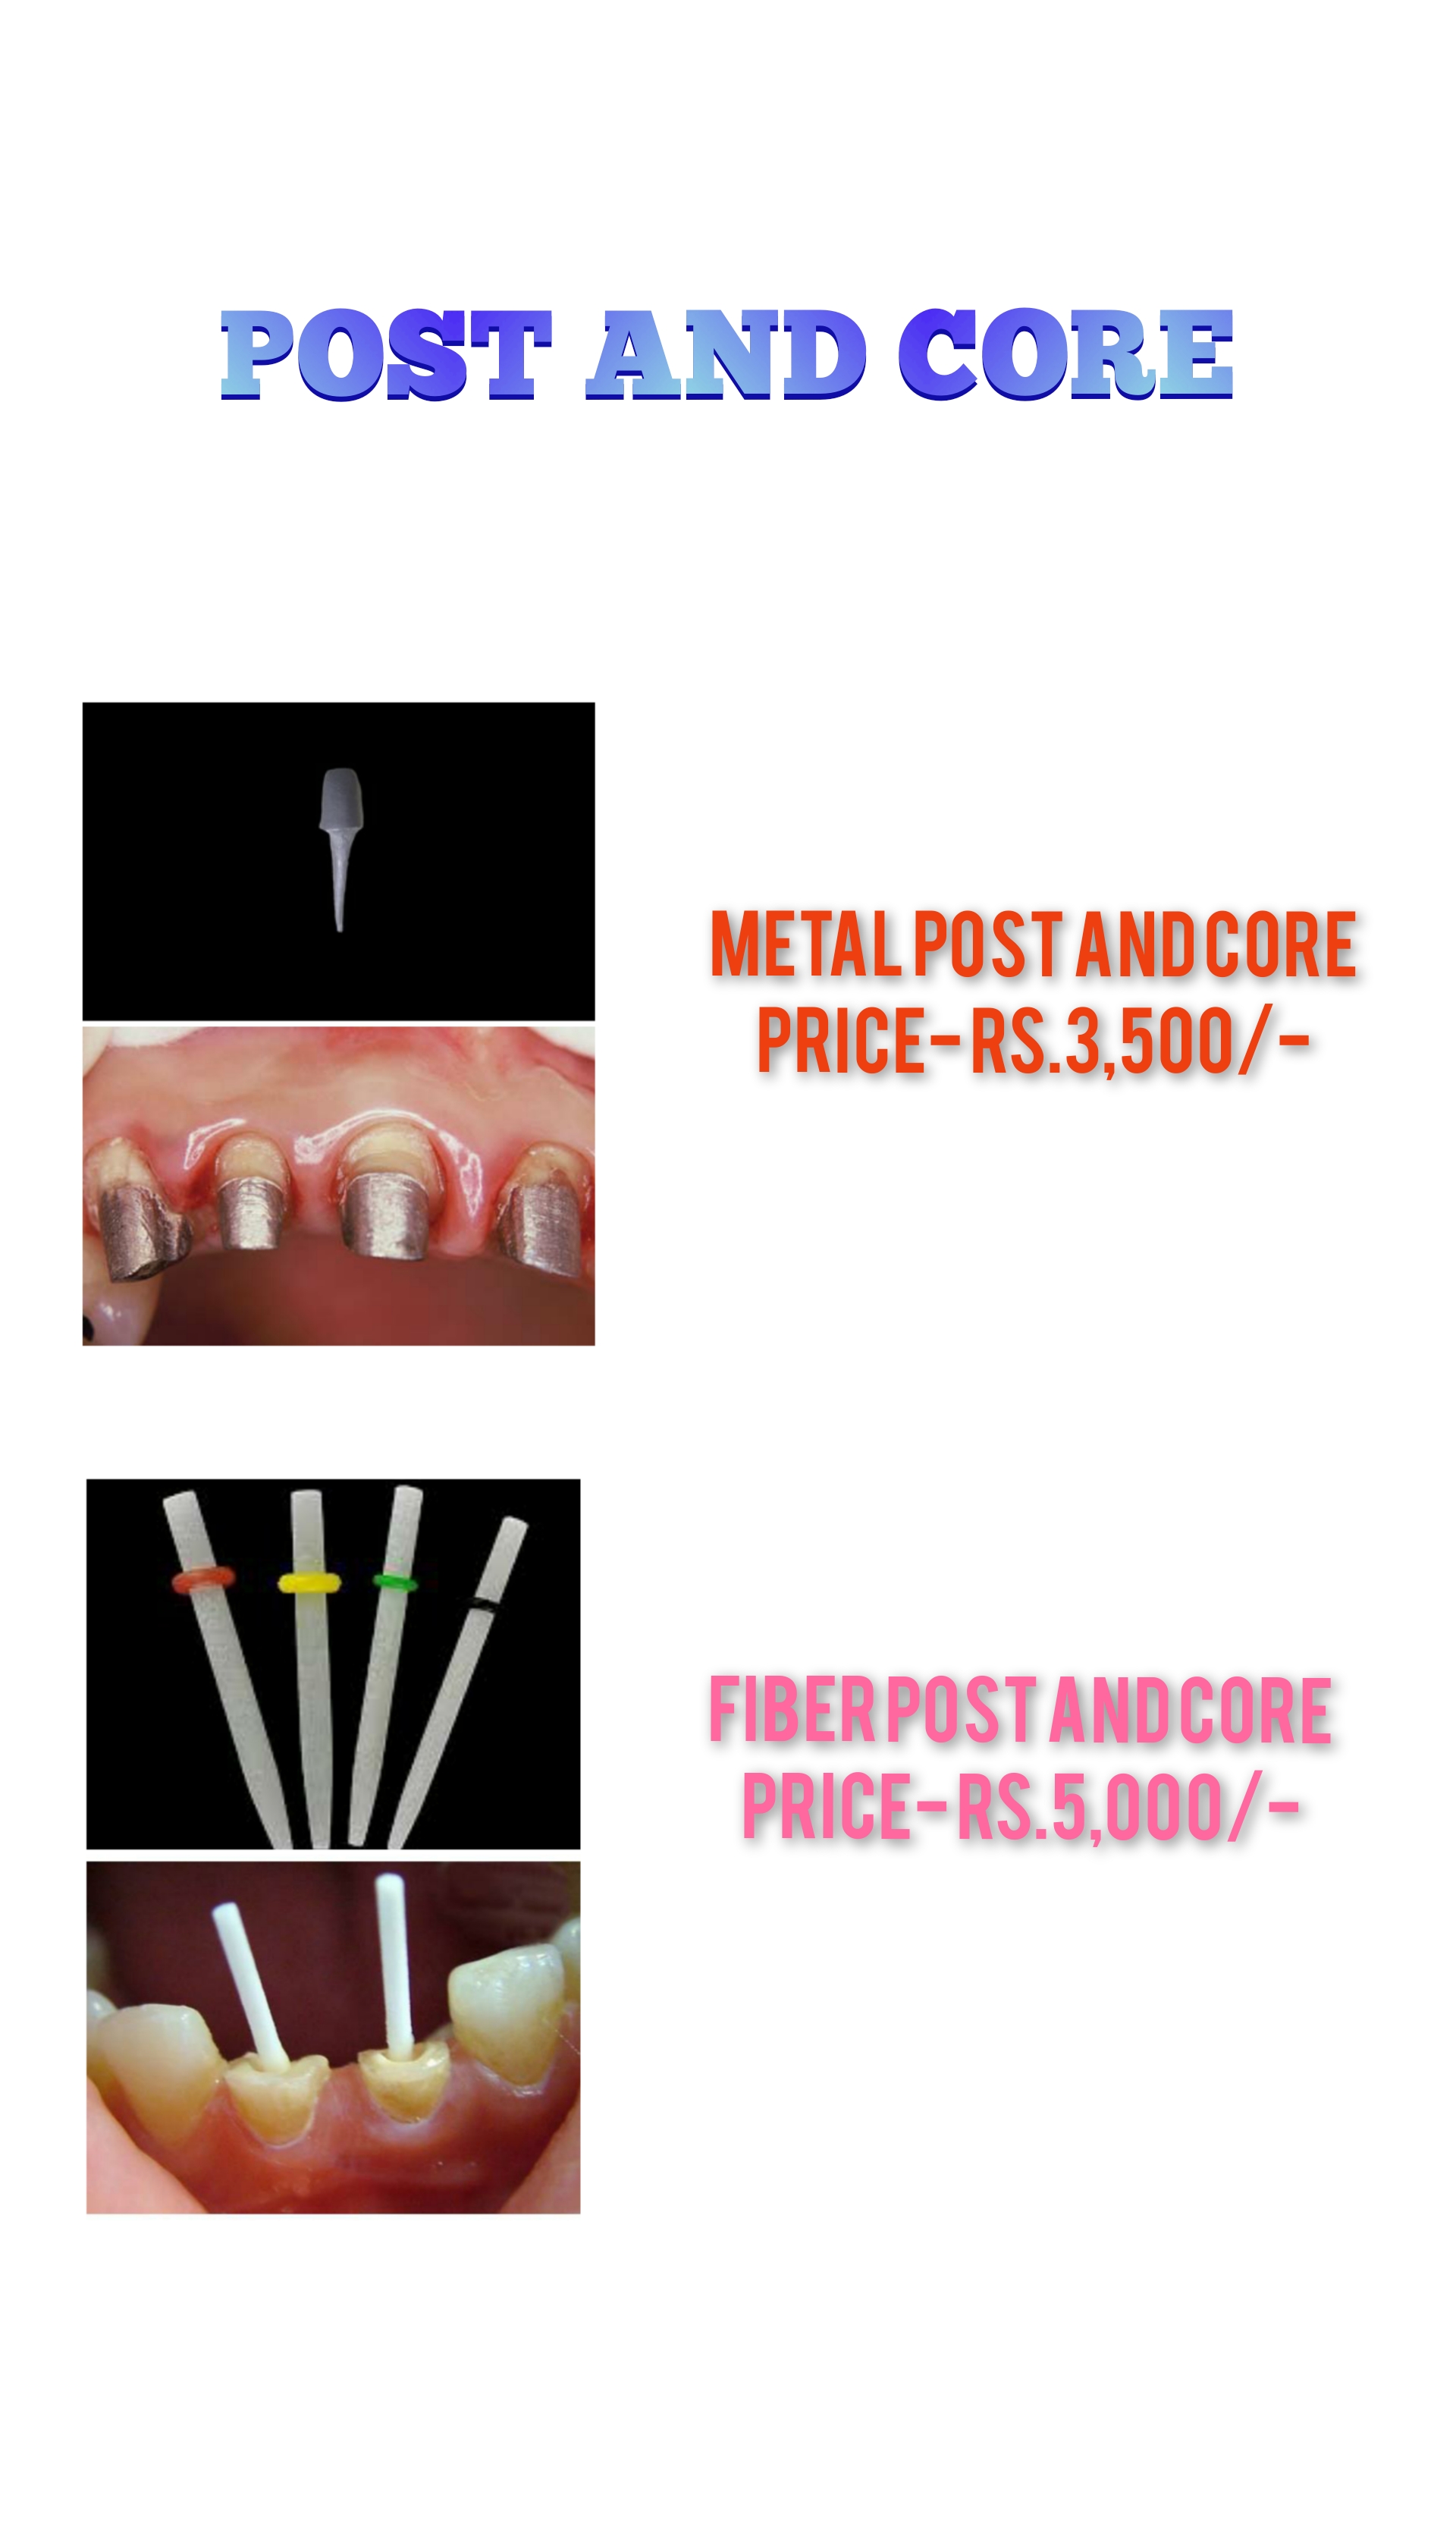 POST AND CORE
METAL POST AND CORE
PRICE- RS.3,500/-
FIBER POST AND CORE
PRICE- RS.5,000/-